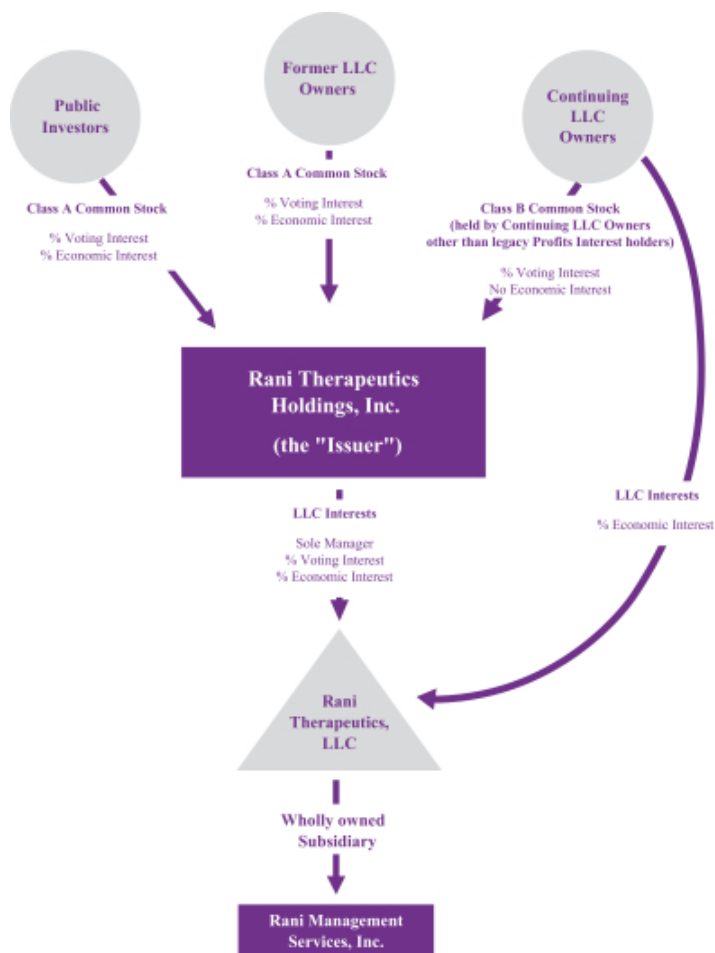 Former LLC
Owners
Public
Investors
Continuing
LLC
Owners
Class A Common Stock
% Voting Interest
% Economic Interest
Class A Common Stock
% Voting Interest
% Economic Interest
Class B Common Stock
(held by Continuing LLC Owners
other than legacy Profits Interest holders)
% Voting Interest
No Economic Interest
Rani Therapeutics
Holdings, Inc.
(the "Issuer")
LLC Interests
Sole Manager
% Voting Interest
% Economic Interest
LLC Interests
% Economic Interest
Rani
Therapeutics,
LLC
Wholly owned
Subsidiary
Rani Management
Services, Inc.